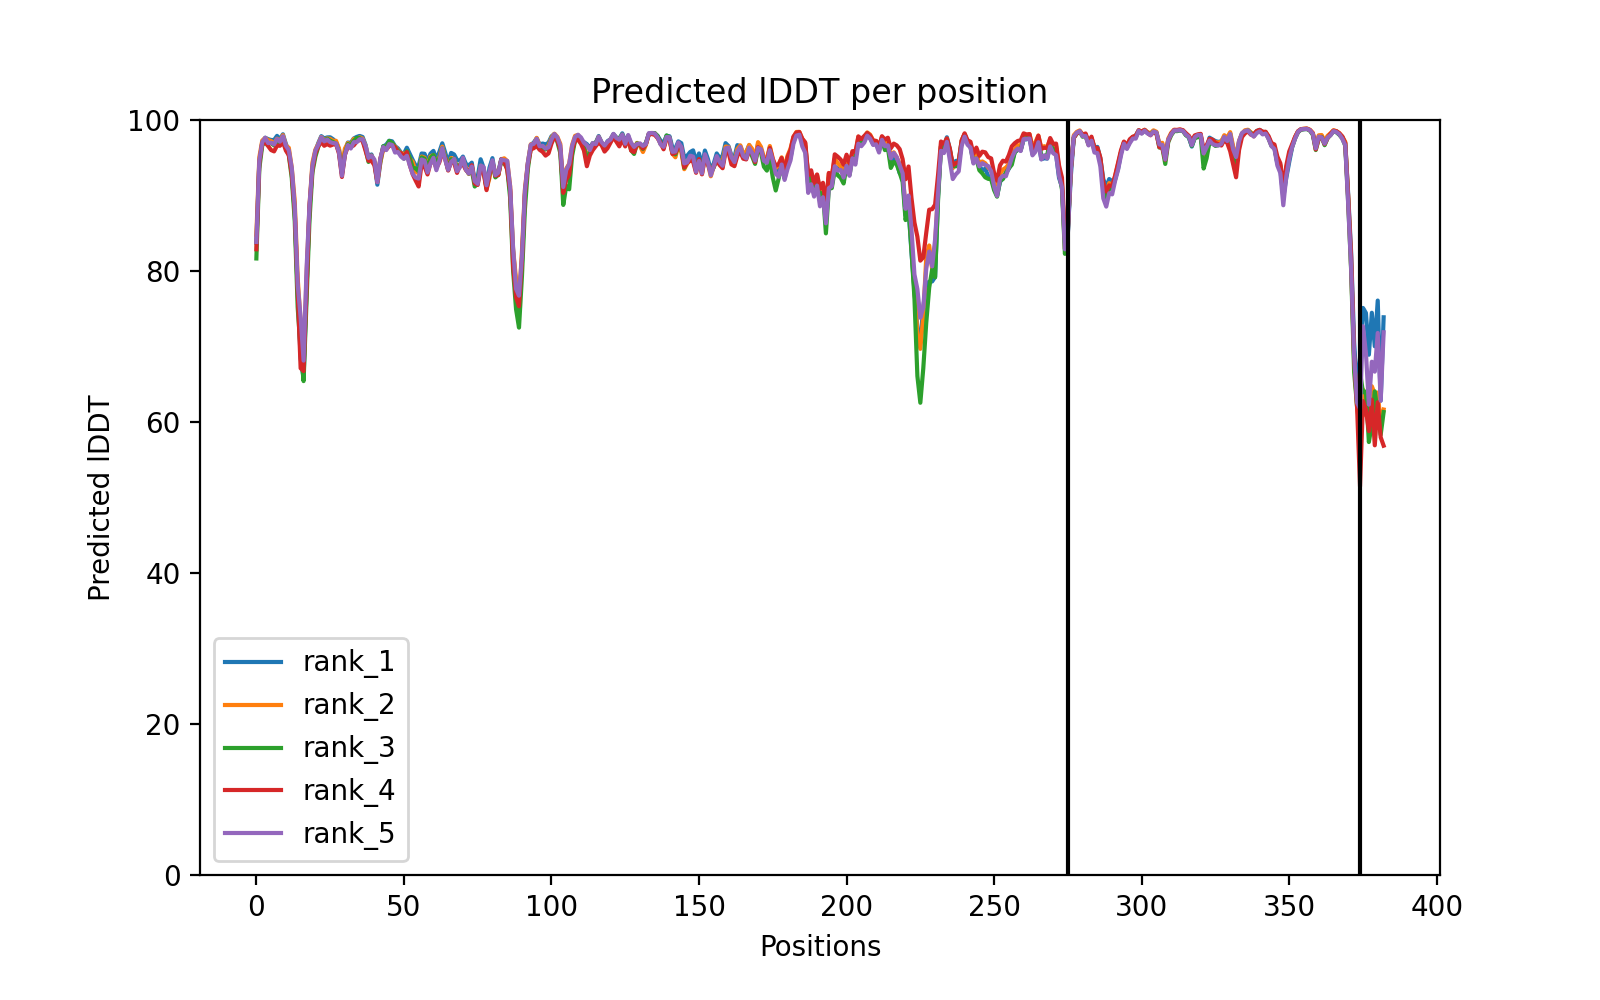 Predicted lDDT per position
100
80
60
40
20
0
Predicted lDDT
rank_1
rank_2
rank_3
rank_4
rank_5
0 50 100 150 200 250 300 350 400
Positions